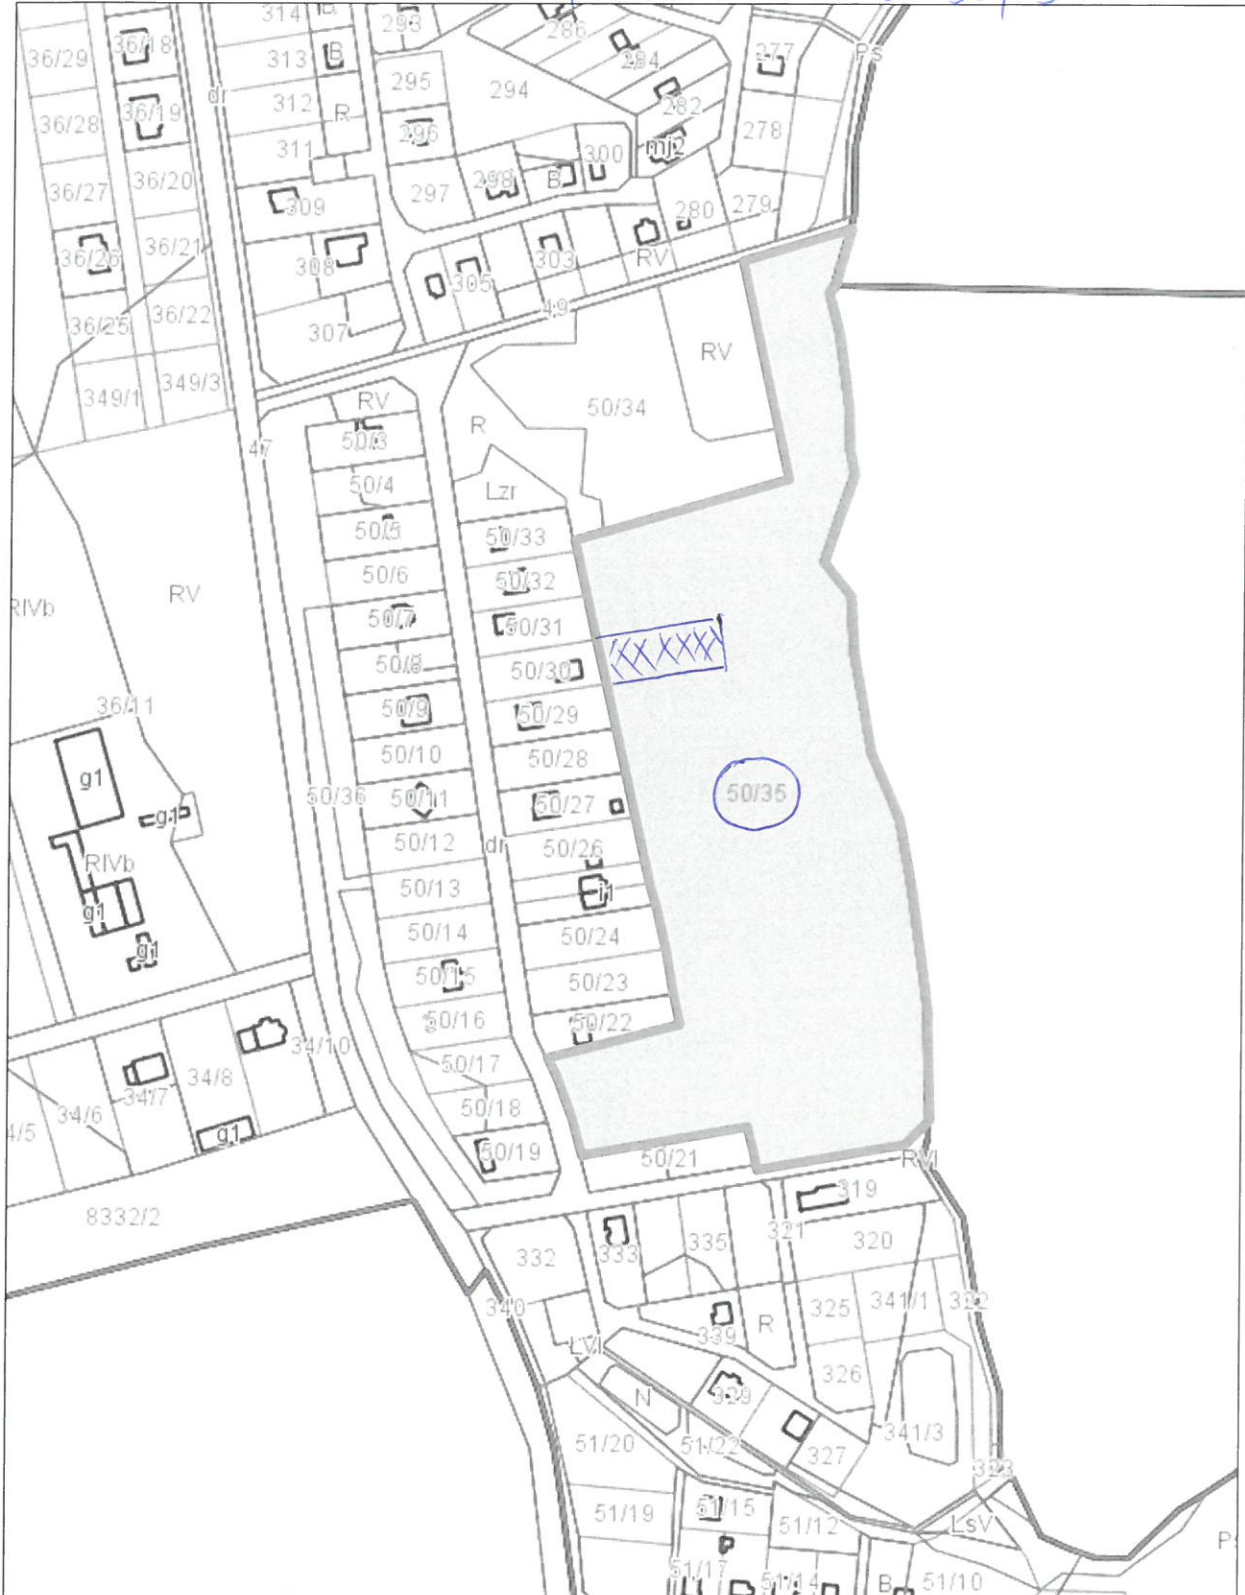 314 B 293 286
36/29 36/18 313 B 295 294 284 277 Ps
dr 312 282
36/28 36/19 R 296 278
311 mj2
36/27 36/20 297 298 B 300
309 280 279
36/26 36/21 308 305 303 RV
36/25 36/22 307 49
349/1 349/3 RV 50/34 RV
47 50/3 R
50/4 Lzr
50/5 50/33
50/6 50/32
RIVb RV 50/7 50/31
50/8 50/30
36/11 50/9 50/29
50/10 50/28
g1 50/36 50/11 50/27 50/35
g1 50/12 dr 50/26
RIVb 50/13 i1
g1 50/14 50/24
g1 50/15 50/23
50/16 50/22
34/10 50/17
34/8 50/18
4/5 34/6 34/7 g1 50/19 50/21 RVI
319
8332/2 332 333 335 321 320
340 339 R 325 341/1 322
LVI 326
N 329
51/20 51/22 327 341/3
323
51/19 51/15 51/12 LsV
51/17 51/14 B 51/10